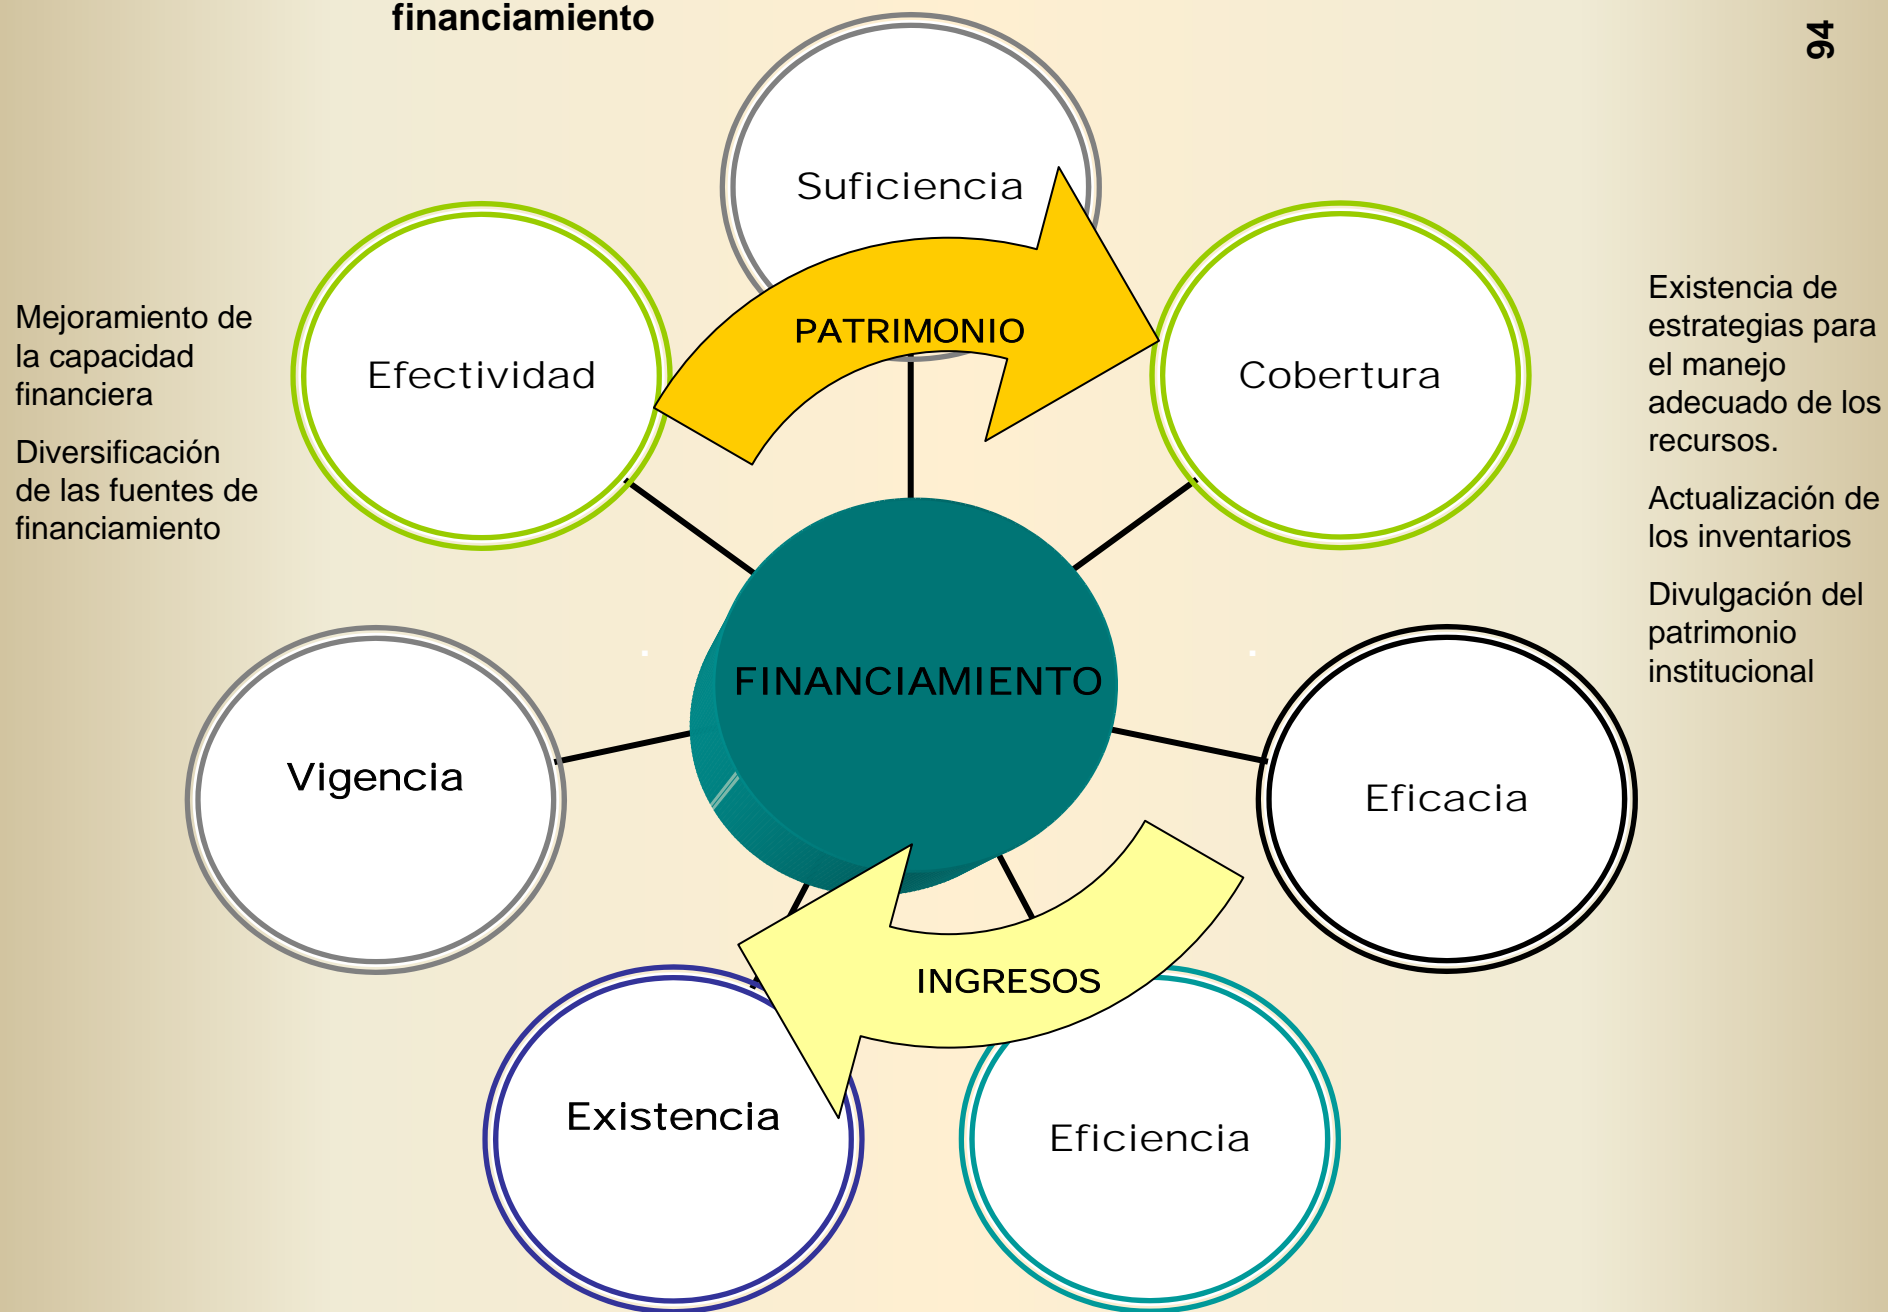 financiamiento
94
Suficiencia
PATRIMONIO
Efectividad
Cobertura
Mejoramiento de
la capacidad
financiera
Diversificación
de las fuentes de
financiamiento
Existencia de
estrategias para
el manejo
adecuado de los
recursos.
Actualización de
los inventarios
Divulgación del
patrimonio
institucional
FINANCIAMIENTO
Vigencia
Eficacia
INGRESOS
Existencia
Eficiencia